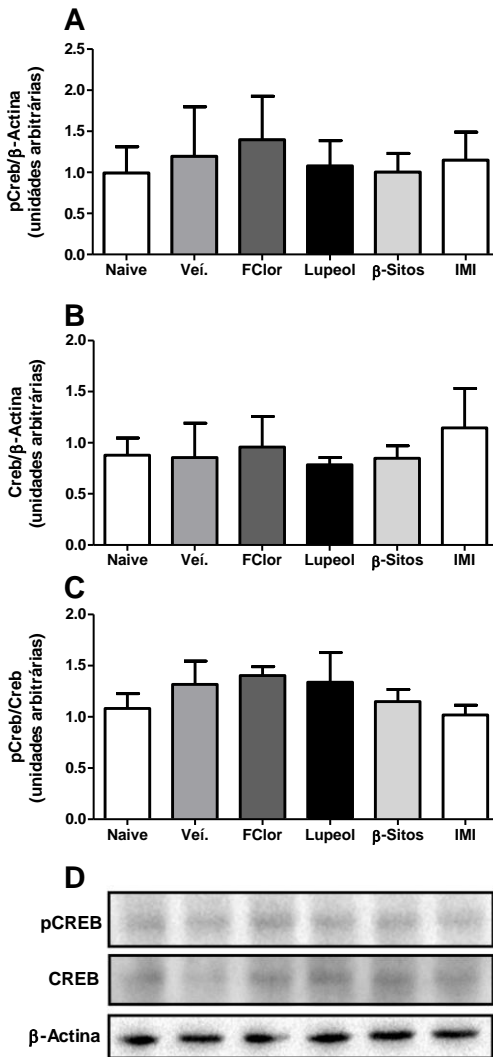 A
pCreb/β-Actina
(unidádes arbitrárias)
2.5
2.0
1.5
1.0
0.5
0.0
Naive Veí. FClor Lupeol β-Sitos IMI
B
Creb/β-Actina
(unidades arbitrárias)
2.0
1.5
1.0
0.5
0.0
Naive Veí. FClor Lupeol β-Sitos IMI
C
pCreb/Creb
(unidades arbitrárias)
2.0
1.5
1.0
0.5
0.0
Naive Veí. FClor Lupeol β-Sitos IMI
D
pCREB
CREB
β-Actina